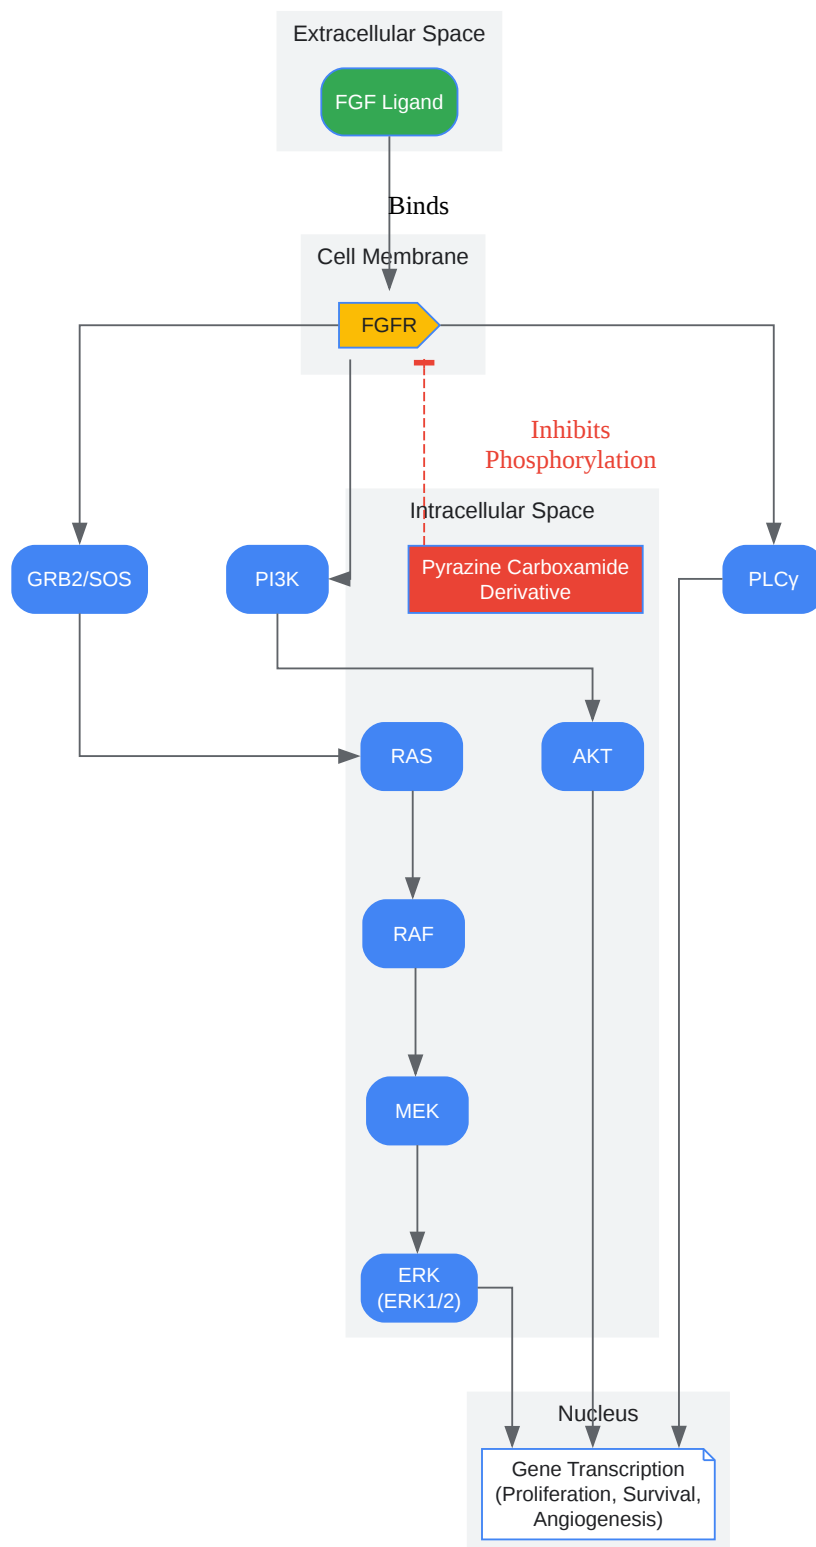 Extracellular Space
FGF Ligand
Binds
Cell Membrane
FGFR
Inhibits
Phosphorylation
Intracellular Space
GRB2/SOS
PI3K
Pyrazine Carboxamide
Derivative
PLCγ
RAS
AKT
RAF
MEK
ERK
(ERK1/2)
Nucleus
Gene Transcription
(Proliferation, Survival,
Angiogenesis)